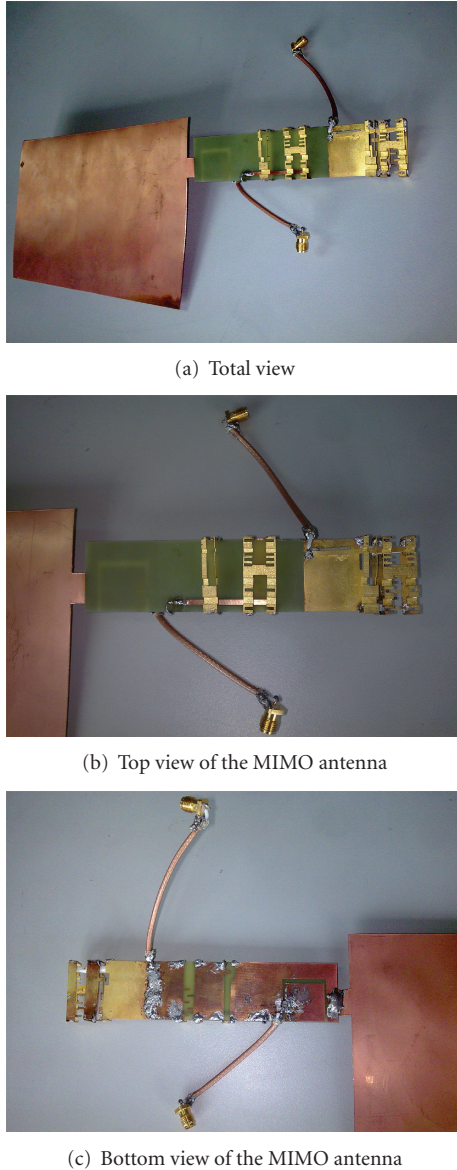 (a) Total view
(b) Top view of the MIMO antenna
(c) Bottom view of the MIMO antenna